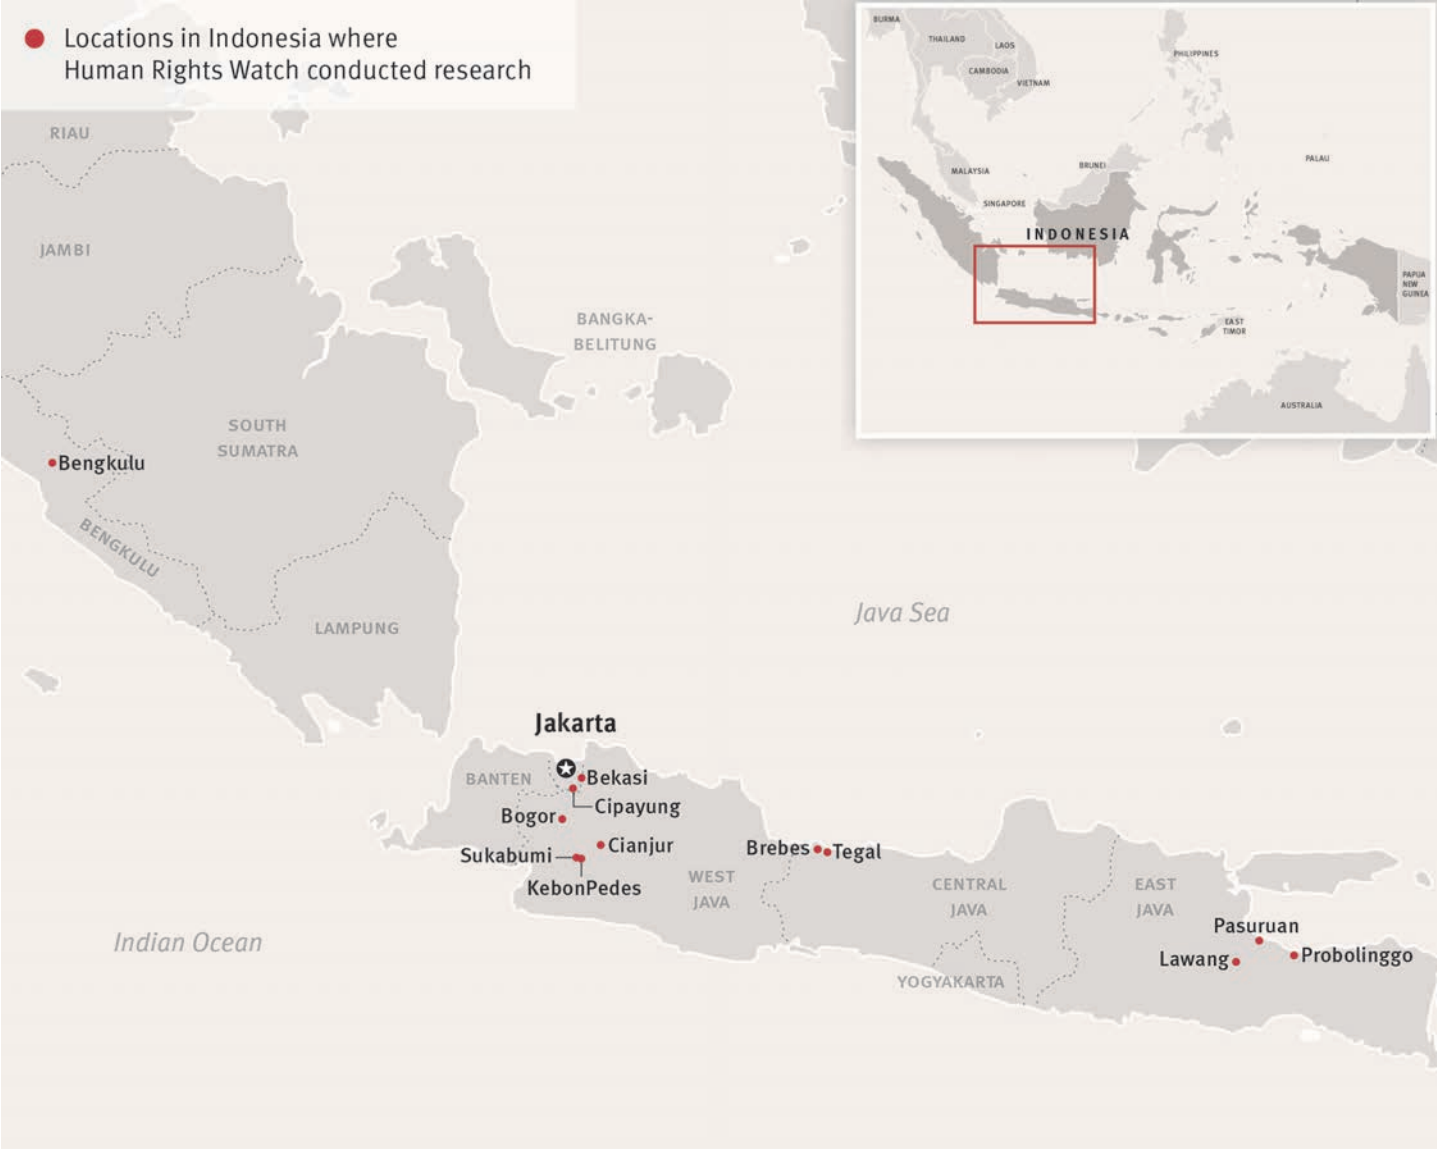 Locations in Indonesia where
Human Rights Watch conducted research
BURMA
THAILAND
LAOS
CAMBODIA
VIETNAM
PHILIPPINES
MALAYSIA
BRUNEI
PALAU
SINGAPORE
INDONESIA
PAPUA
NEW
GUINEA
EAST
TIMOR
AUSTRALIA
RIAU
JAMBI
BANGKA-
BELITUNG
SOUTH
SUMATRA
Bengkulu
BENGKULU
LAMPUNG
Java Sea
Jakarta
BANTEN
Bekasi
Cipayung
Bogor
Cianjur
Sukabumi
KebonPedes
WEST
JAVA
Brebes
Tegal
CENTRAL
JAVA
EAST
JAVA
Pasuruan
Lawang
Probolinggo
YOGYAKARTA
Indian Ocean